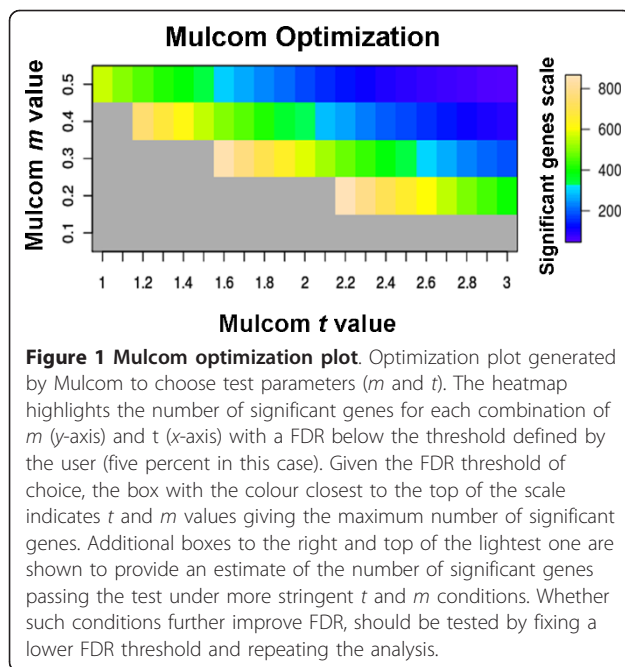 Mulcom Optimization
Mulcom m value
0.5
0.4
0.3
0.2
0.1
1 1.2 1.4 1.6 1.8 2 2.2 2.4 2.6 2.8 3
Mulcom t value
Significant genes scale
800
600
400
200
Figure 1 Mulcom optimization plot. Optimization plot generated
by Mulcom to choose test parameters (m and t). The heatmap
highlights the number of significant genes for each combination of
m (y-axis) and t (x-axis) with a FDR below the threshold defined by
the user (five percent in this case). Given the FDR threshold of
choice, the box with the colour closest to the top of the scale
indicates t and m values giving the maximum number of significant
genes. Additional boxes to the right and top of the lightest one are
shown to provide an estimate of the number of significant genes
passing the test under more stringent t and m conditions. Whether
such conditions further improve FDR, should be tested by fixing a
lower FDR threshold and repeating the analysis.